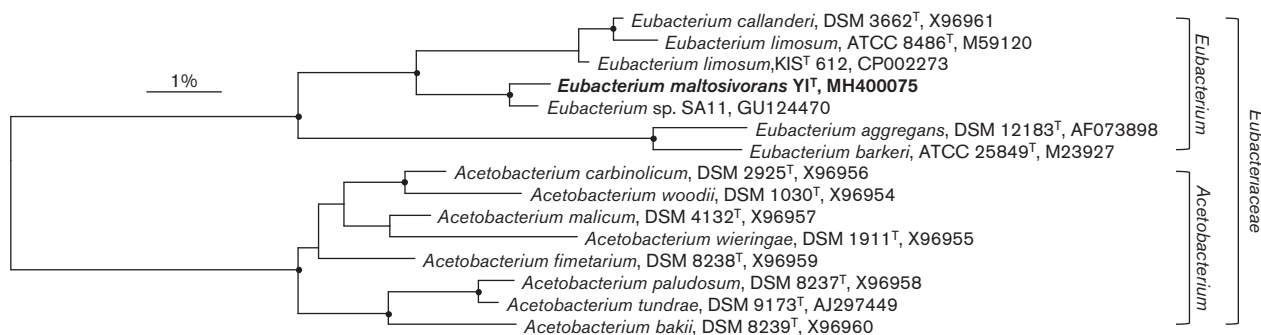 Eubacterium callanderi, DSM 3662ᵀ, X96961
Eubacterium limosum, ATCC 8486ᵀ, M59120
Eubacterium limosum,KISᵀ 612, CP002273
1%
Eubacterium maltosivorans YIᵀ, MH400075
Eubacterium sp. SA11, GU124470
Eubacterium aggregans, DSM 12183ᵀ, AF073898
Eubacterium barkeri, ATCC 25849ᵀ, M23927
Acetobacterium carbinolicum, DSM 2925ᵀ, X96956
Acetobacterium woodii, DSM 1030ᵀ, X96954
Acetobacterium malicum, DSM 4132ᵀ, X96957
Acetobacterium wieringae, DSM 1911ᵀ, X96955
Acetobacterium fimetarium, DSM 8238ᵀ, X96959
Acetobacterium paludosum, DSM 8237ᵀ, X96958
Acetobacterium tundrae, DSM 9173ᵀ, AJ297449
Acetobacterium bakii, DSM 8239ᵀ, X96960
Eubacterium
Acetobacterium
Eubacteriaceae